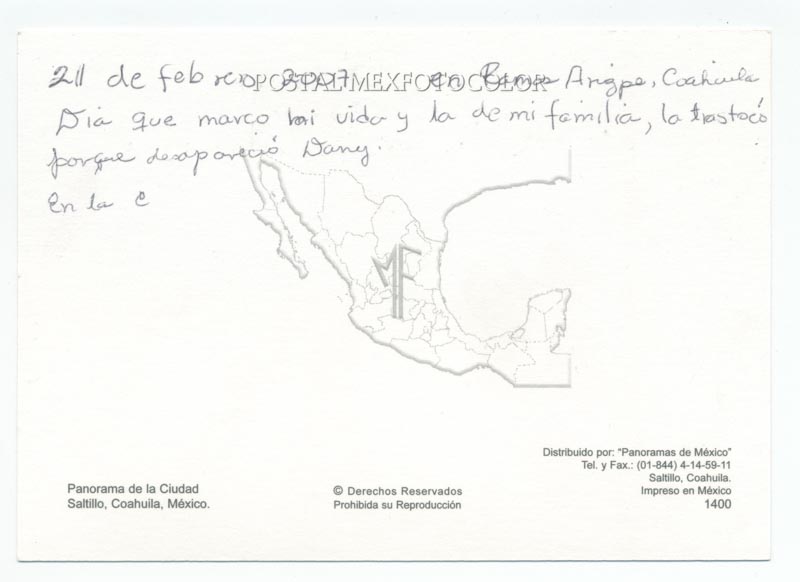 21 de febrero 2007 en Ramos Arizpe, Coahuila
POSTAL MEXFOTOCOLOR
Dia que marco mi vida y la de mi familia, la trastocó
porque desapareció Dany.
En la c
MF
Distribuido por: “Panoramas de México”
Tel. y Fax.: (01-844) 4-14-59-11
Saltillo, Coahuila.
Impreso en México
1400
Panorama de la Ciudad
Saltillo, Coahuila, México.
© Derechos Reservados
Prohibida su Reproducción